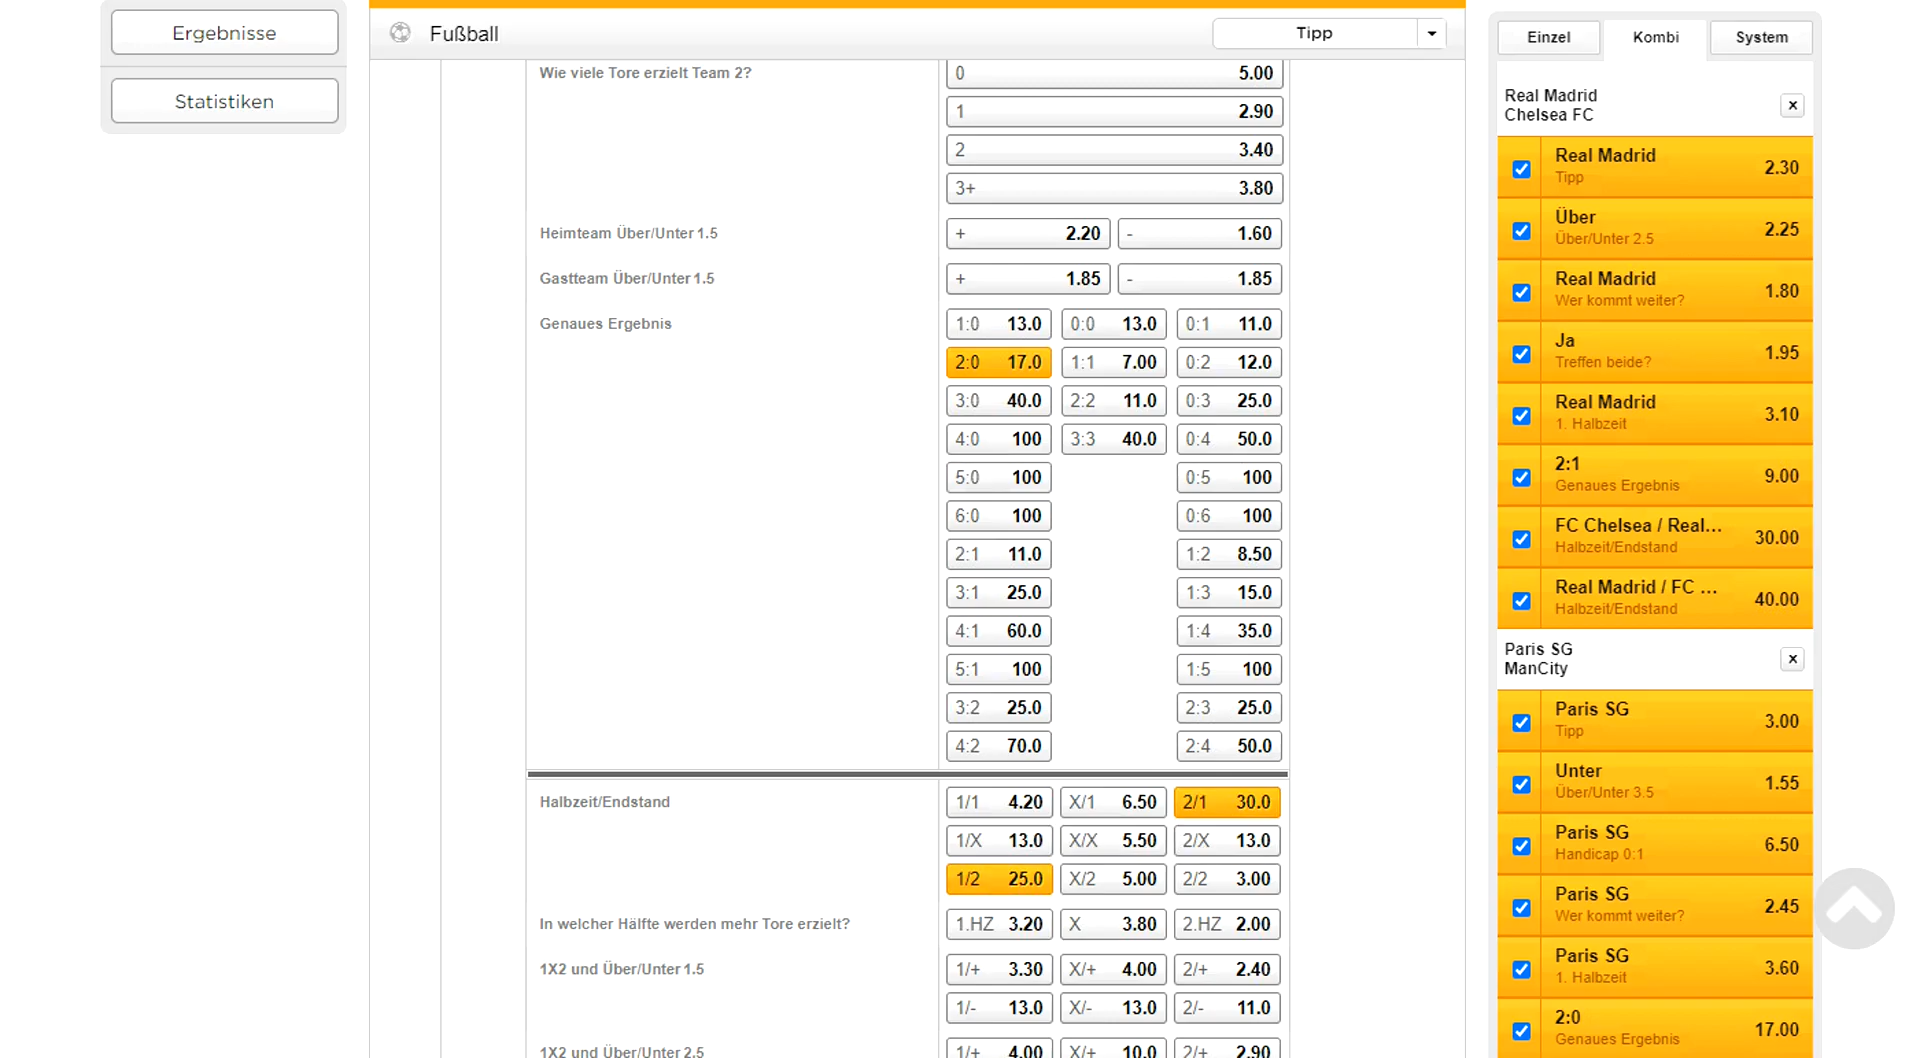 Ergebnisse
Statistiken
Fußball
Tipp
Wie viele Tore erzielt Team 2?
0 5.00
1 2.90
2 3.40
3+ 3.80
Heimteam Über/Unter 1.5
+ 2.20 - 1.60
Gastteam Über/Unter 1.5
+ 1.85 - 1.85
Genaues Ergebnis
1:0 13.0 0:0 13.0 0:1 11.0
2:0 17.0 1:1 7.00 0:2 12.0
3:0 40.0 2:2 11.0 0:3 25.0
4:0 100 3:3 40.0 0:4 50.0
5:0 100 0:5 100
6:0 100 0:6 100
2:1 11.0 1:2 8.50
3:1 25.0 1:3 15.0
4:1 60.0 1:4 35.0
5:1 100 1:5 100
3:2 25.0 2:3 25.0
4:2 70.0 2:4 50.0
Halbzeit/Endstand
1/1 4.20 X/1 6.50 2/1 30.0
1/X 13.0 X/X 5.50 2/X 13.0
1/2 25.0 X/2 5.00 2/2 3.00
In welcher Hälfte werden mehr Tore erzielt?
1.HZ 3.20 X 3.80 2.HZ 2.00
1X2 und Über/Unter 1.5
1/+ 3.30 X/+ 4.00 2/+ 2.40
1/- 13.0 X/- 13.0 2/- 11.0
1X2 und Über/Unter 2.5
1/+ 4.00 X/+ 10.0 2/+ 2.90
Einzel Kombi System
Real Madrid
Chelsea FC
x
Real Madrid 2.30
Tipp
Über 2.25
Über/Unter 2.5
Real Madrid 1.80
Wer kommt weiter?
Ja 1.95
Treffen beide?
Real Madrid 3.10
1. Halbzeit
2:1 9.00
Genaues Ergebnis
FC Chelsea / Real... 30.00
Halbzeit/Endstand
Real Madrid / FC ... 40.00
Halbzeit/Endstand
Paris SG
ManCity
x
Paris SG 3.00
Tipp
Unter 1.55
Über/Unter 3.5
Paris SG 6.50
Handicap 0:1
Paris SG 2.45
Wer kommt weiter?
Paris SG 3.60
1. Halbzeit
2:0 17.00
Genaues Ergebnis